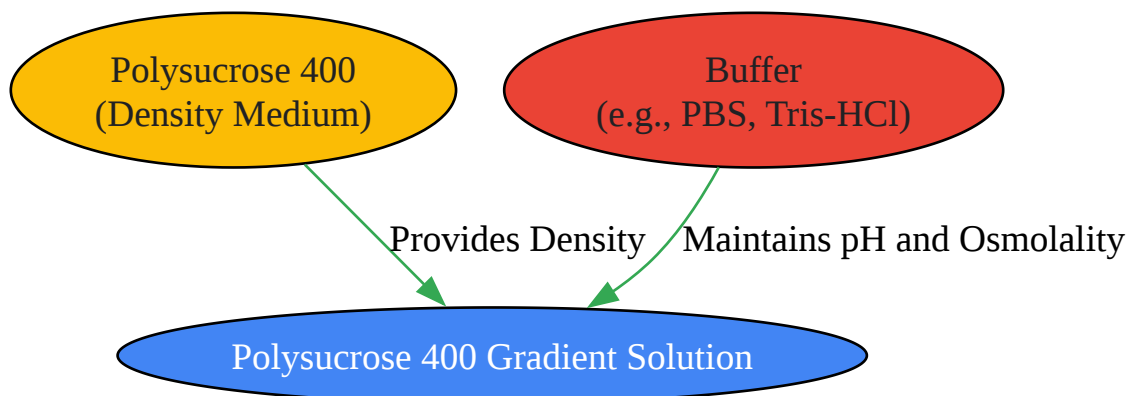 Polysucrose 400
(Density Medium)
Buffer
(e.g., PBS, Tris-HCl)
Provides Density
Maintains pH and Osmolality
Polysucrose 400 Gradient Solution